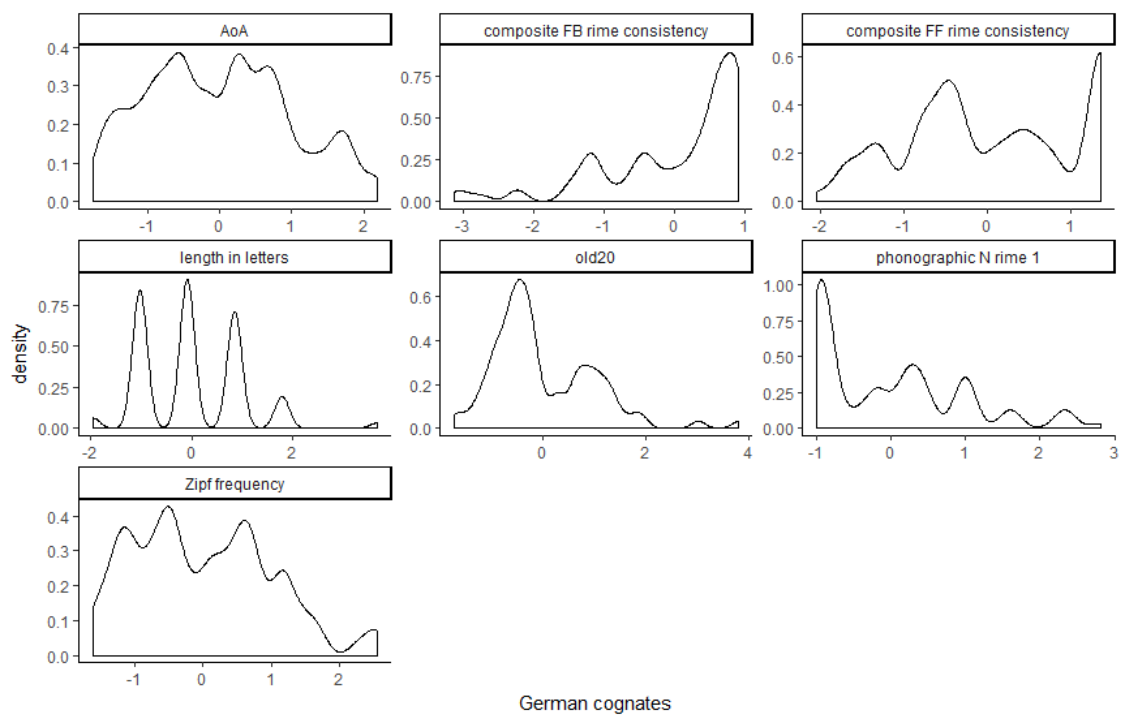 AoA
composite FB rime consistency
composite FF rime consistency
0.4
0.3
0.2
0.1
0.0
0.75
0.50
0.25
0.00
0.6
0.4
0.2
0.0
-1 0 1 2
-3 -2 -1 0 1
-2 -1 0 1
length in letters
old20
phonographic N rime 1
0.75
0.50
0.25
0.00
0.6
0.4
0.2
0.0
1.00
0.75
0.50
0.25
0.00
-2 0 2
0 2 4
-1 0 1 2 3
density
Zipf frequency
0.4
0.3
0.2
0.1
0.0
-1 0 1 2
German cognates